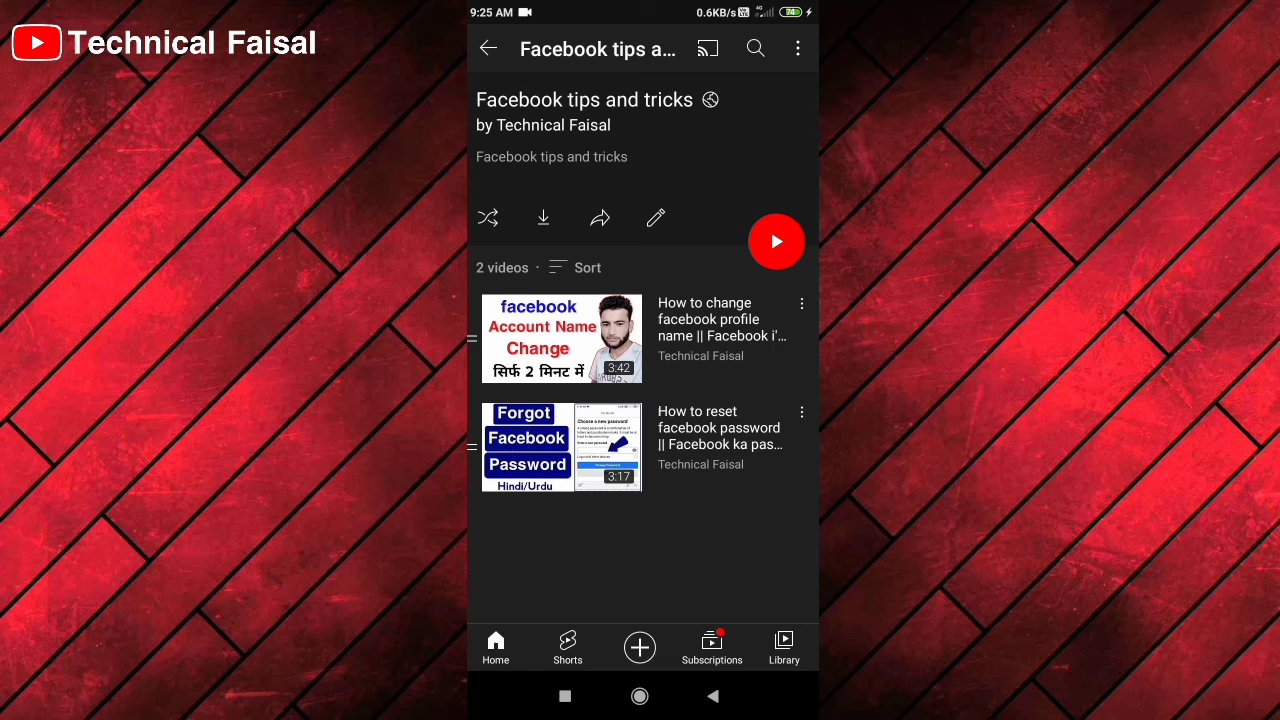 Technical Faisal
9:25 AM
0.6KB/s
4G
74
Facebook tips a...
Facebook tips and tricks
by Technical Faisal
Facebook tips and tricks
2 videos · Sort
facebook
Account Name
Change
सिर्फ 2 मिनट में
3:42
How to change
facebook profile
name || Facebook i'...
Technical Faisal
Forgot
Facebook
Password
Hindi/Urdu
Choose a new password
3:17
How to reset
facebook password
|| Facebook ka pas...
Technical Faisal
Home
Shorts
Subscriptions
Library